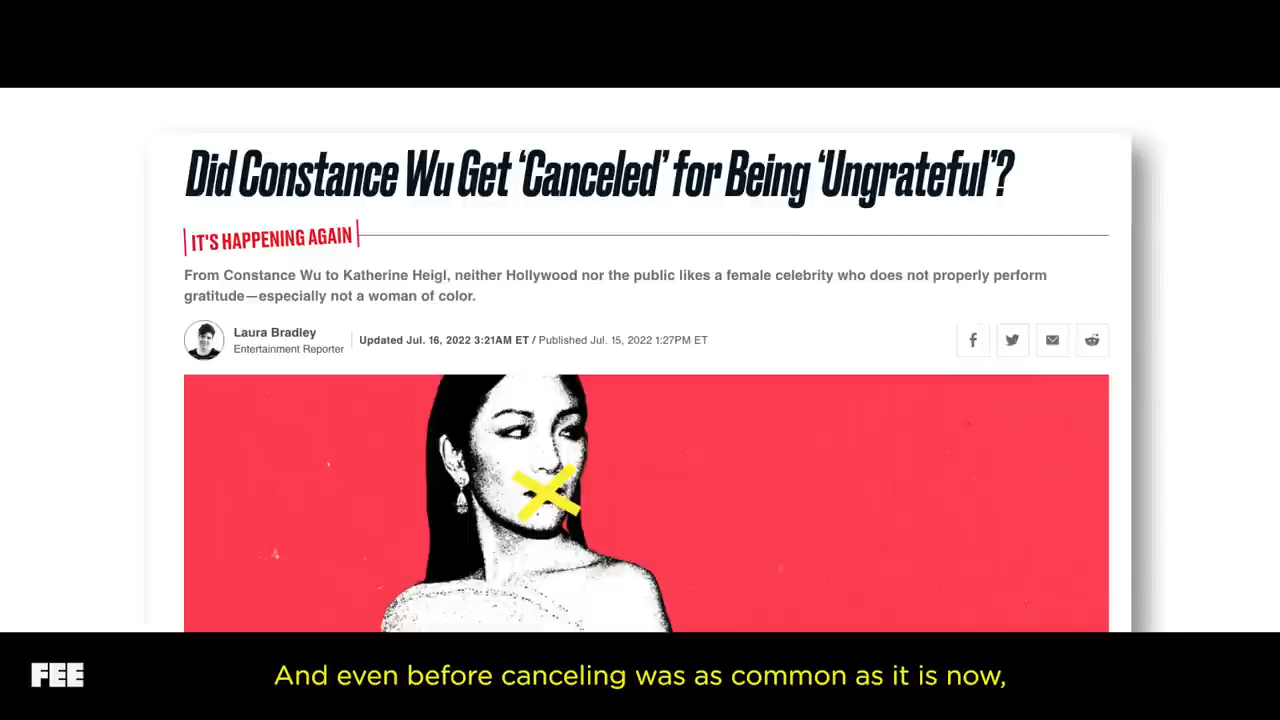 Did Constance Wu Get ‘Canceled’ for Being ‘Ungrateful’?
IT'S HAPPENING AGAIN
From Constance Wu to Katherine Heigl, neither Hollywood nor the public likes a female celebrity who does not properly perform
gratitude—especially not a woman of color.
Laura Bradley
Entertainment Reporter
Updated Jul. 16, 2022 3:21AM ET / Published Jul. 15, 2022 1:27PM ET
FEE
And even before canceling was as common as it is now,